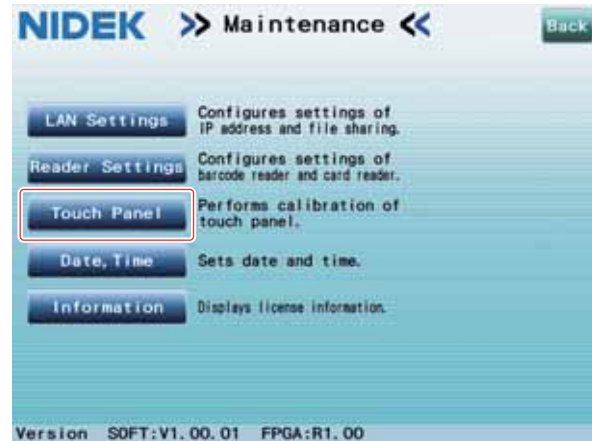 NIDEK >> Maintenance << Back
LAN Settings Configures settings of
IP address and file sharing.
Reader Settings Configures settings of
barcode reader and card reader.
Touch Panel Performs calibration of
touch panel.
Date, Time Sets date and time.
Information Displays license information.
Version SOFT:V1.00.01 FPGA:R1.00